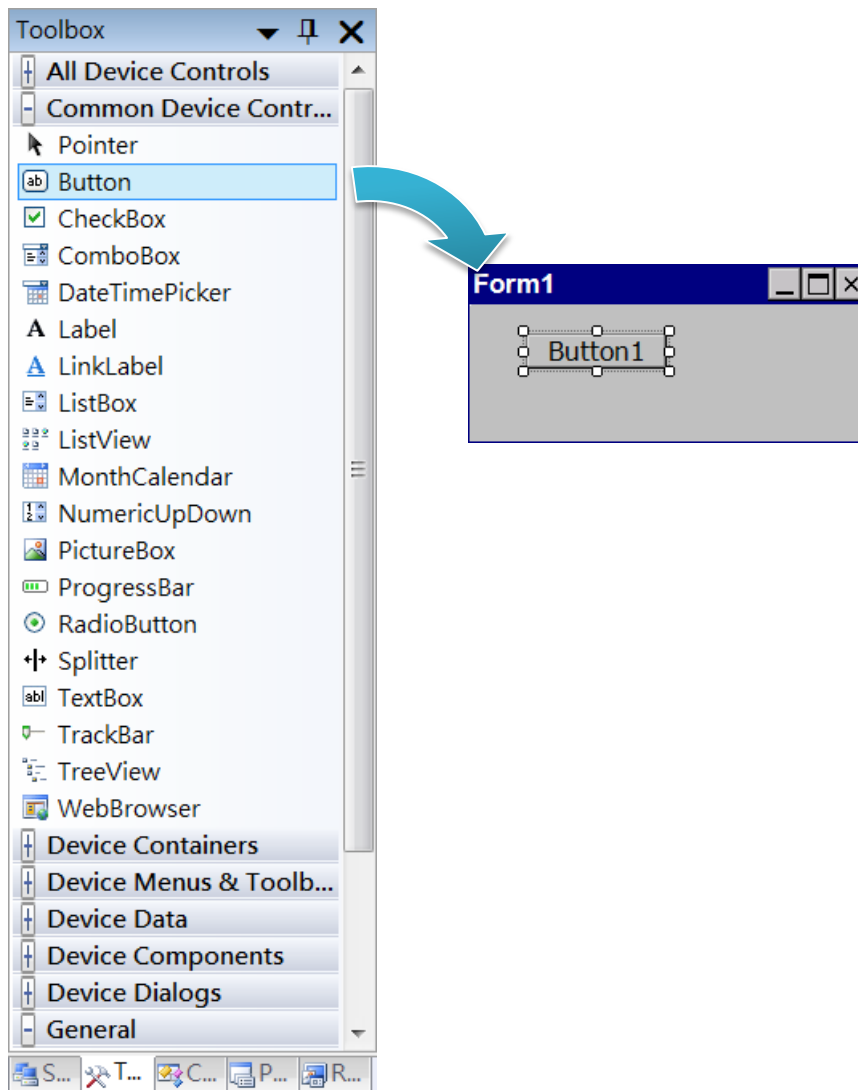 Toolbox
All Device Controls
Common Device Contr...
Pointer
ab Button
CheckBox
ComboBox
DateTimePicker
A Label
A LinkLabel
ListBox
ListView
MonthCalendar
NumericUpDown
PictureBox
ProgressBar
RadioButton
Splitter
abl TextBox
TrackBar
TreeView
WebBrowser
Device Containers
Device Menus & Toolb...
Device Data
Device Components
Device Dialogs
General
S... T... C... P... R...
Form1
Button1